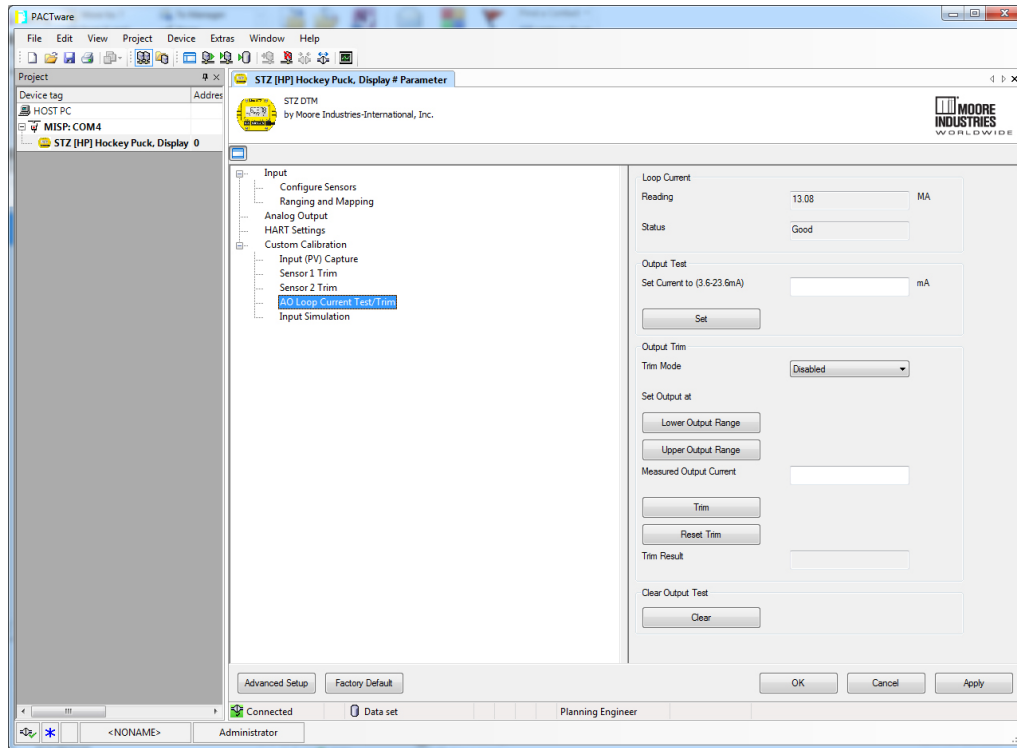 PACTware
File Edit View Project Device Extras Window Help
Project
STZ [HP] Hockey Puck, Display # Parameter
Device tag Addres
HOST PC
MISP: COM4
STZ [HP] Hockey Puck, Display 0
STZ DTM
by Moore Industries-International, Inc.
MOORE
INDUSTRIES
WORLDWIDE
Input
Configure Sensors
Ranging and Mapping
Analog Output
HART Settings
Custom Calibration
Input (PV) Capture
Sensor 1 Trim
Sensor 2 Trim
AO Loop Current Test/Trim
Input Simulation
Loop Current
Reading 13.08 MA
Status Good
Output Test
Set Current to (3.6-23.6mA) mA
Set
Output Trim
Trim Mode Disabled
Set Output at
Lower Output Range
Upper Output Range
Measured Output Current
Trim
Reset Trim
Trim Result
Clear Output Test
Clear
Advanced Setup Factory Default OK Cancel Apply
Connected Data set Planning Engineer
<NONAME> Administrator